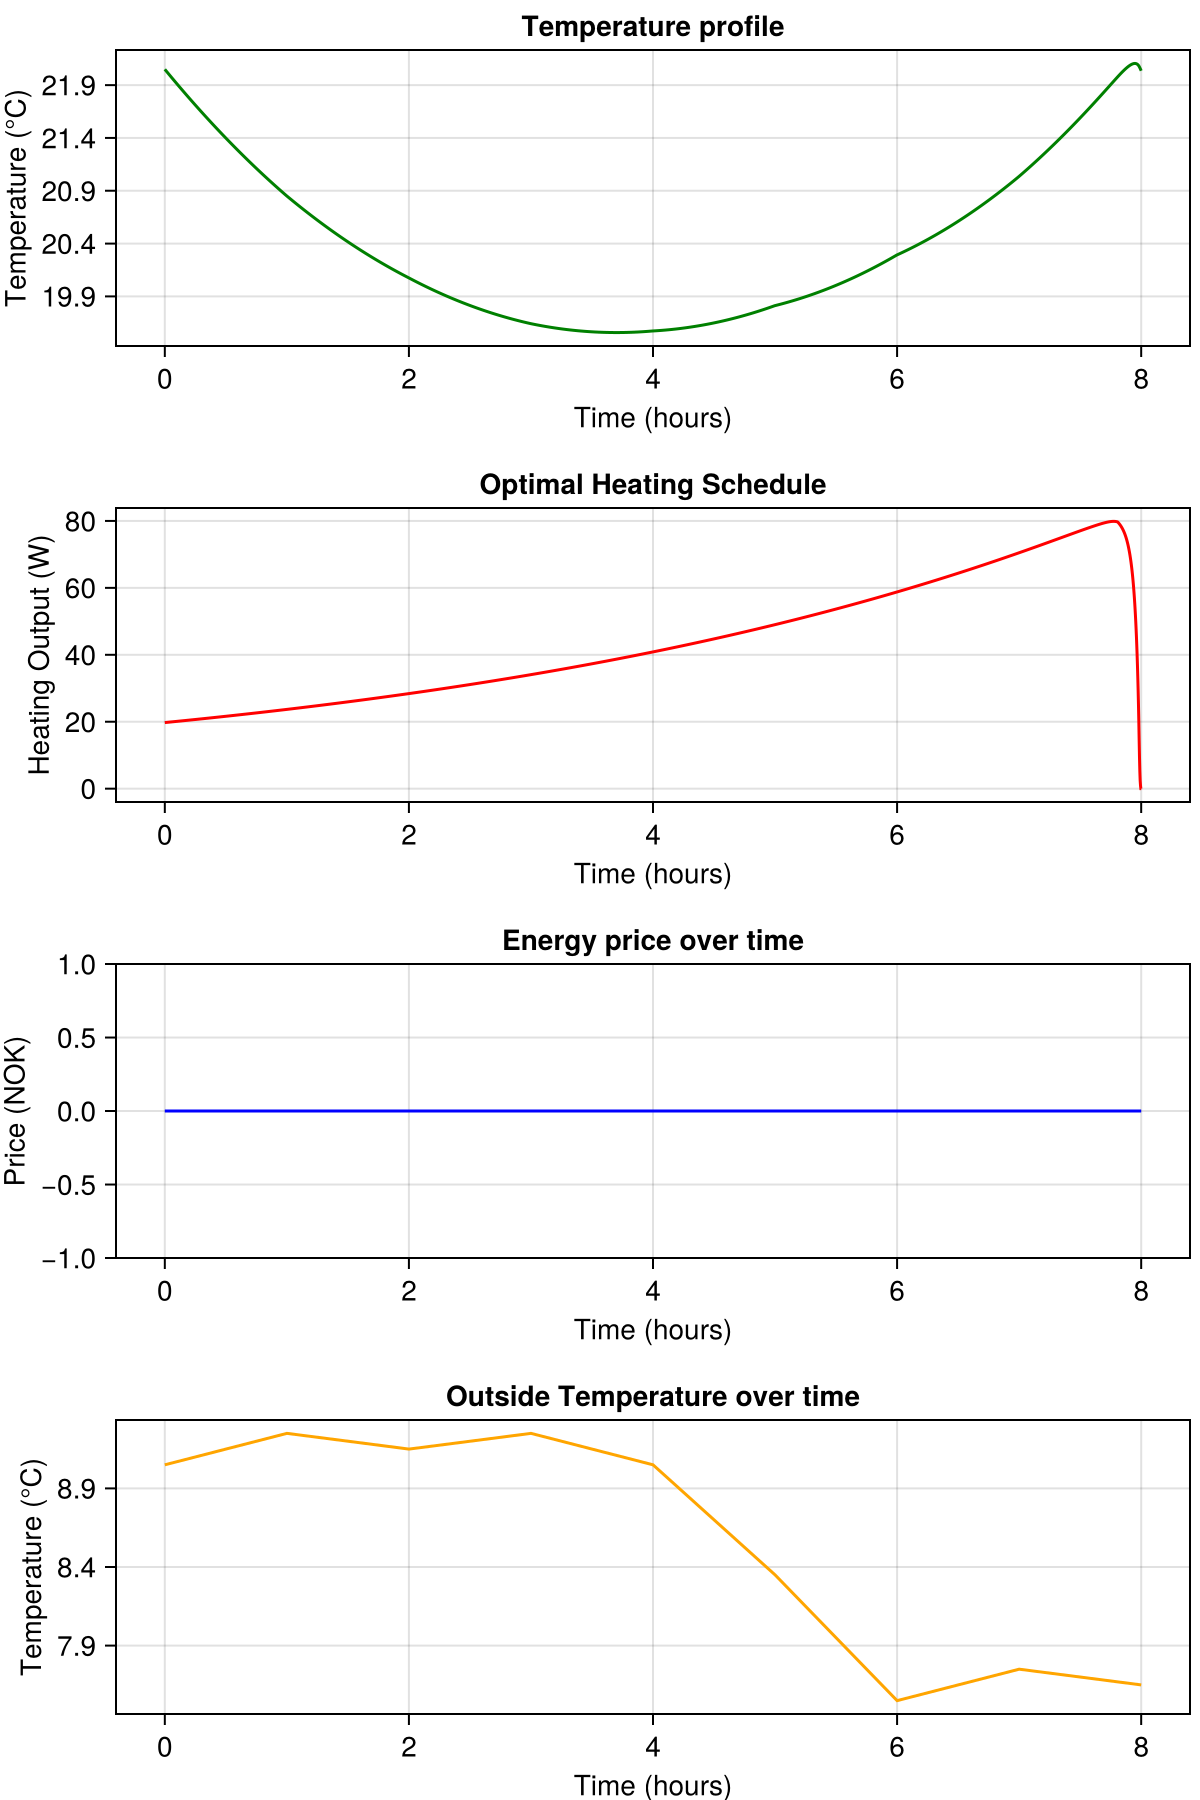 Temperature profile
Temperature (°C)
21.9
21.4
20.9
20.4
19.9
0 2 4 6 8
Time (hours)
Optimal Heating Schedule
Heating Output (W)
80
60
40
20
0
0 2 4 6 8
Time (hours)
Energy price over time
Price (NOK)
1.0
0.5
0.0
−0.5
−1.0
0 2 4 6 8
Time (hours)
Outside Temperature over time
Temperature (°C)
8.9
8.4
7.9
0 2 4 6 8
Time (hours)